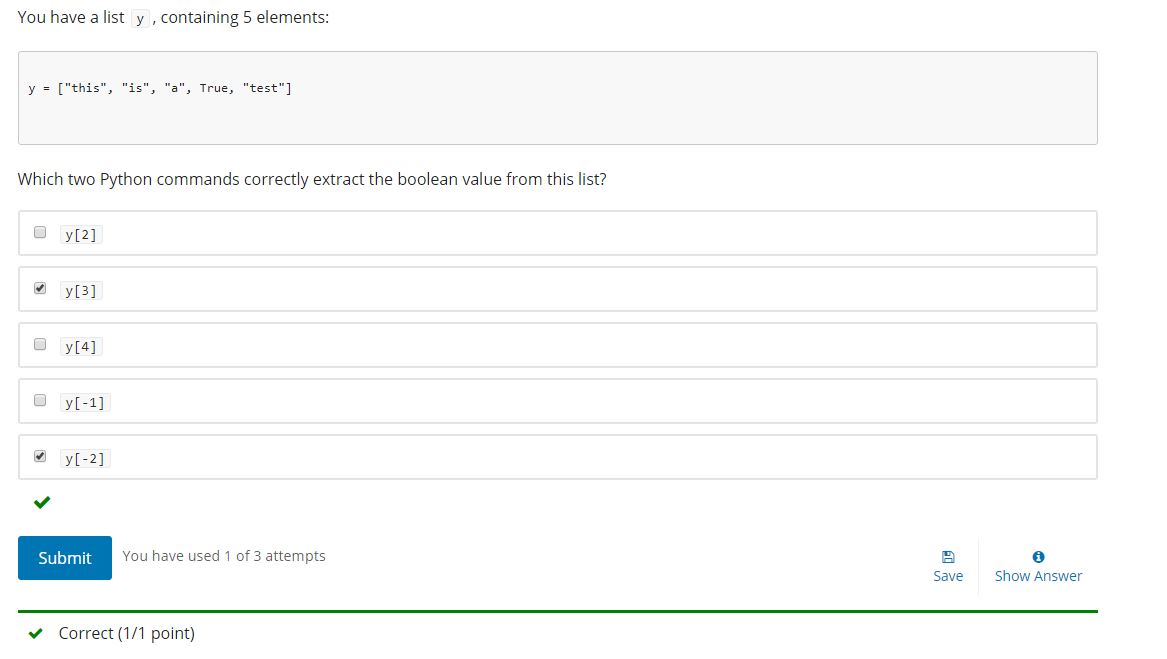 You have a list y , containing 5 elements:
y = ["this", "is", "a", True, "test"]
Which two Python commands correctly extract the boolean value from this list?
y[2]
y[3]
y[4]
y[-1]
y[-2]
Submit You have used 1 of 3 attempts
Save Show Answer
Correct (1/1 point)